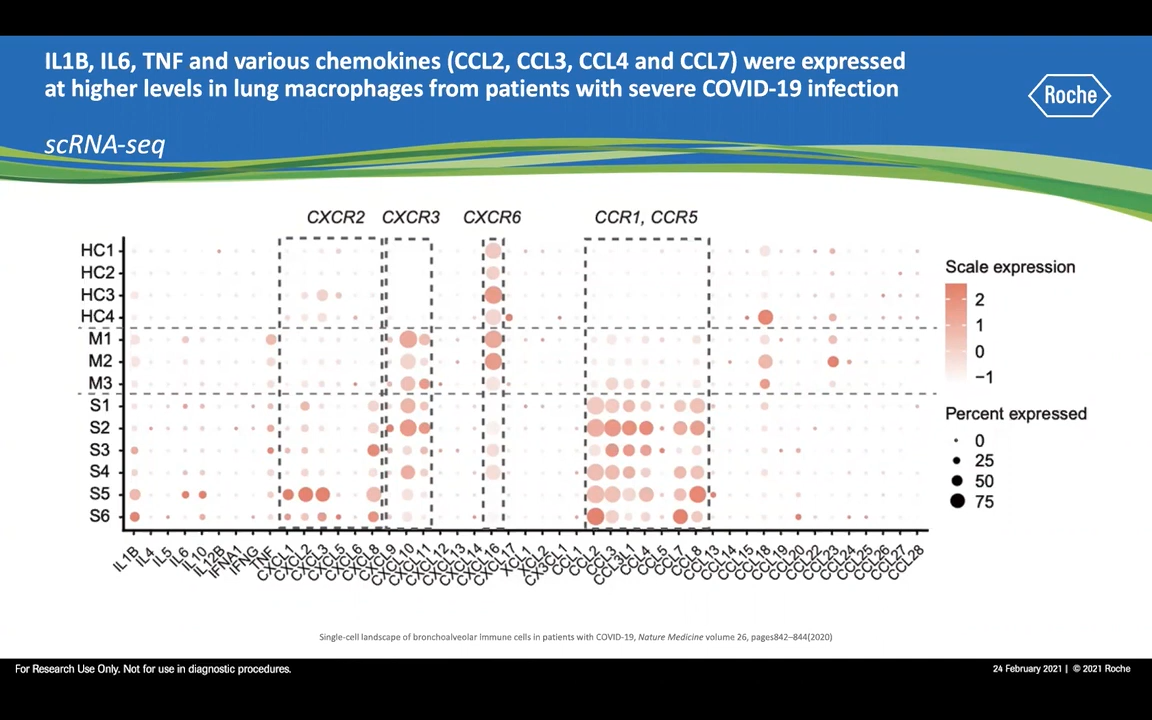 IL1B, IL6, TNF and various chemokines (CCL2, CCL3, CCL4 and CCL7) were expressed
at higher levels in lung macrophages from patients with severe COVID-19 infection
Roche
scRNA-seq
CXCR2 CXCR3 CXCR6 CCR1, CCR5
HC1
HC2
HC3
HC4
M1
M2
M3
S1
S2
S3
S4
S5
S6
Scale expression
2
1
0
−1
Percent expressed
0
25
50
75
IL1B IL4 IL5 IL6 IL10 IL12B IFNA1 IFNG TNF CXCL1 CXCL2 CXCL3 CXCL5 CXCL6 CXCL8 CXCL9 CXCL10 CXCL11 CXCL12 CXCL13 CXCL14 CXCL16 CXCL17 XCL1 XCL2 CX3CL1 CCL1 CCL2 CCL3 CCL3L1 CCL4 CCL5 CCL7 CCL8 CCL13 CCL14 CCL15 CCL18 CCL19 CCL20 CCL22 CCL23 CCL24 CCL25 CCL26 CCL27 CCL28
Single-cell landscape of bronchoalveolar immune cells in patients with COVID-19, Nature Medicine volume 26, pages842–844(2020)
For Research Use Only. Not for use in diagnostic procedures.
24 February 2021 | © 2021 Roche